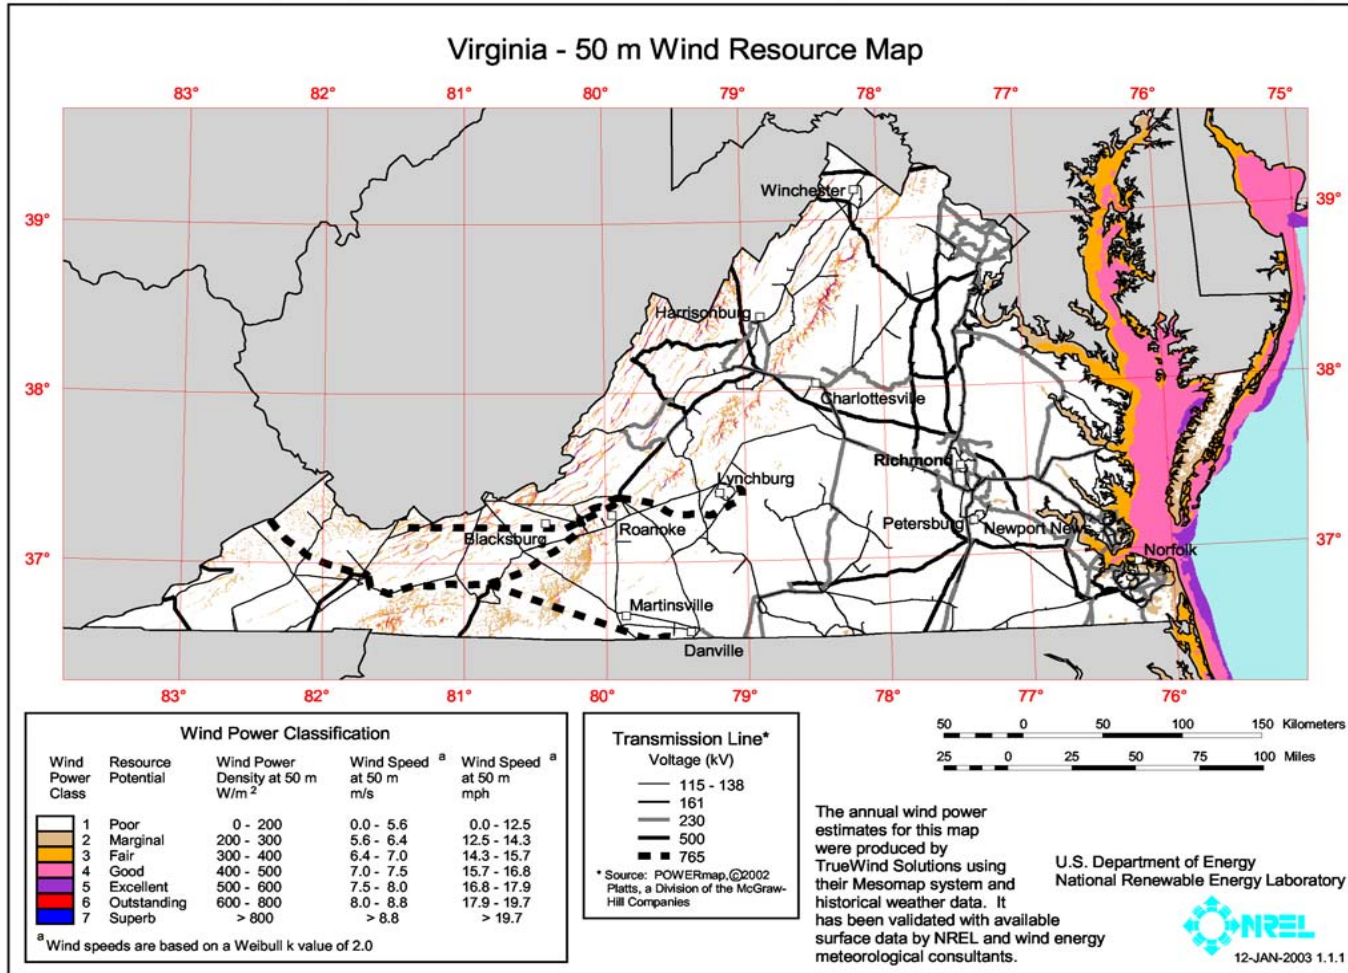 Virginia - 50 m Wind Resource Map
83° 82° 81° 80° 79° 78° 77° 76° 75°
Winchester
39° 39°
Harrisonburg
38° 38°
Charlottesville
Richmond
Lynchburg
Petersburg Newport News
Roanoke
Blacksburg
37° 37°
Norfolk
Martinsville
Danville
83° 82° 81° 80° 79° 78° 77° 76°
Wind Power Classification
Wind Power Class Resource Potential Wind Power Density at 50 m W/m 2 Wind Speed a at 50 m m/s Wind Speed a at 50 m mph
1 Poor 0 - 200 0.0 - 5.6 0.0 - 12.5
2 Marginal 200 - 300 5.6 - 6.4 12.5 - 14.3
3 Fair 300 - 400 6.4 - 7.0 14.3 - 15.7
4 Good 400 - 500 7.0 - 7.5 15.7 - 16.8
5 Excellent 500 - 600 7.5 - 8.0 16.8 - 17.9
6 Outstanding 600 - 800 8.0 - 8.8 17.9 - 19.7
7 Superb > 800 > 8.8 > 19.7
a Wind speeds are based on a Weibull k value of 2.0
Transmission Line*
Voltage (kV)
115 - 138
161
230
500
765
* Source: POWERmap, ©2002
Platts, a Division of the McGraw-
Hill Companies
50 0 50 100 150 Kilometers
25 0 25 50 75 100 Miles
The annual wind power
estimates for this map
were produced by
TrueWind Solutions using
their Mesomap system and
historical weather data. It
has been validated with available
surface data by NREL and wind energy
meteorological consultants.
U.S. Department of Energy
National Renewable Energy Laboratory
NREL
12-JAN-2003 1.1.1